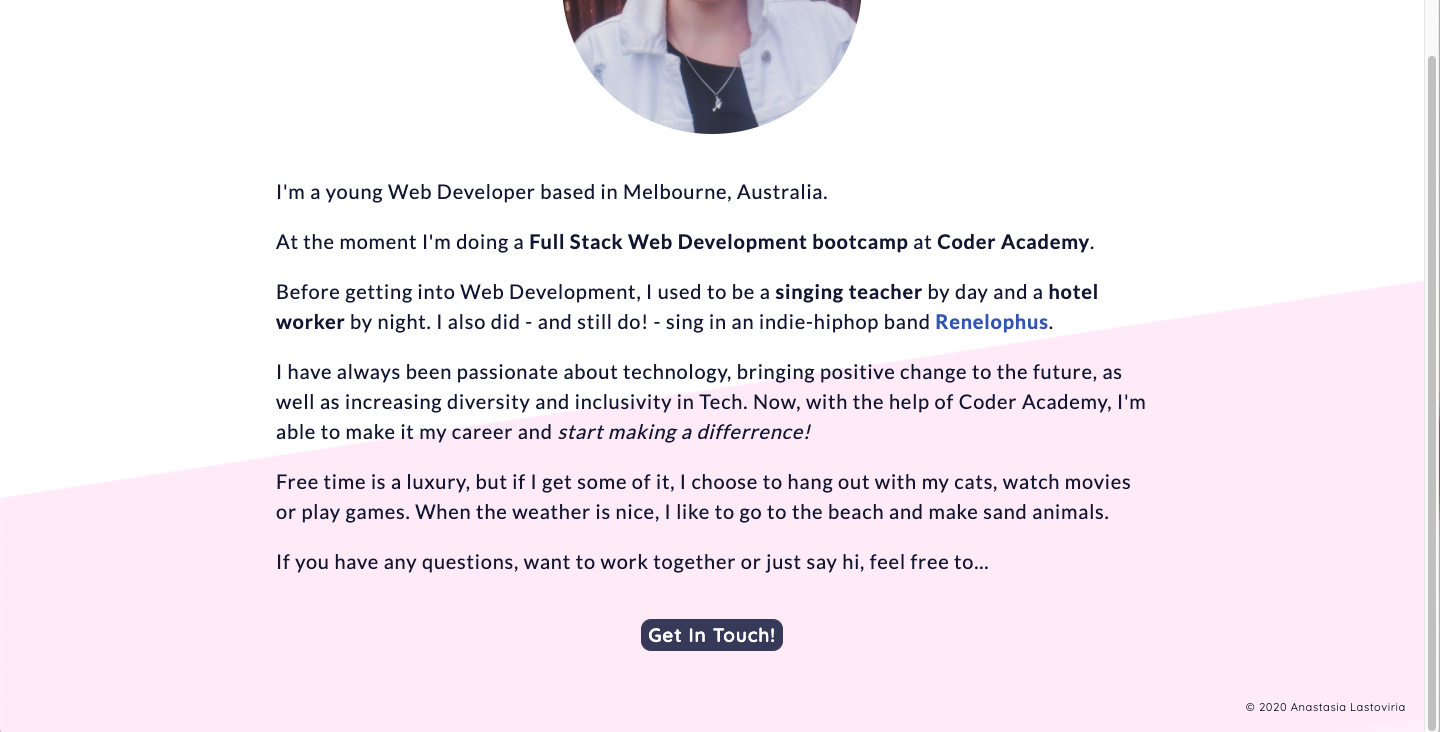 I'm a young Web Developer based in Melbourne, Australia.
At the moment I'm doing a Full Stack Web Development bootcamp at Coder Academy.
Before getting into Web Development, I used to be a singing teacher by day and a hotel
worker by night. I also did - and still do! - sing in an indie-hiphop band Renelophus.
I have always been passionate about technology, bringing positive change to the future, as
well as increasing diversity and inclusivity in Tech. Now, with the help of Coder Academy, I'm
able to make it my career and start making a differrence!
Free time is a luxury, but if I get some of it, I choose to hang out with my cats, watch movies
or play games. When the weather is nice, I like to go to the beach and make sand animals.
If you have any questions, want to work together or just say hi, feel free to...
Get In Touch!
© 2020 Anastasia Lastoviria